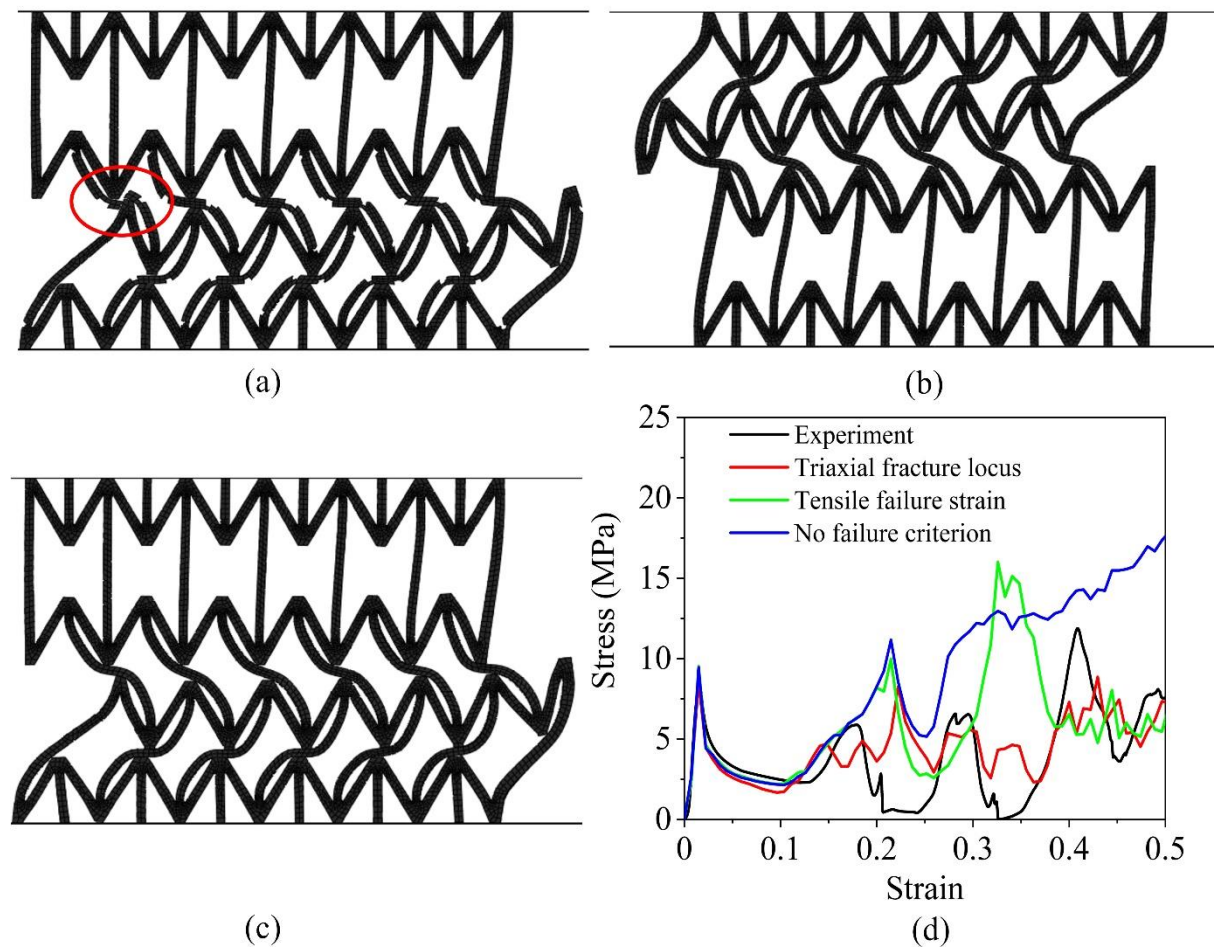 (a)
(b)
(c)
25
20
15
10
5
0
Stress (MPa)
Experiment
Triaxial fracture locus
Tensile failure strain
No failure criterion
0
0.1
0.2
0.3
0.4
0.5
Strain
(d)